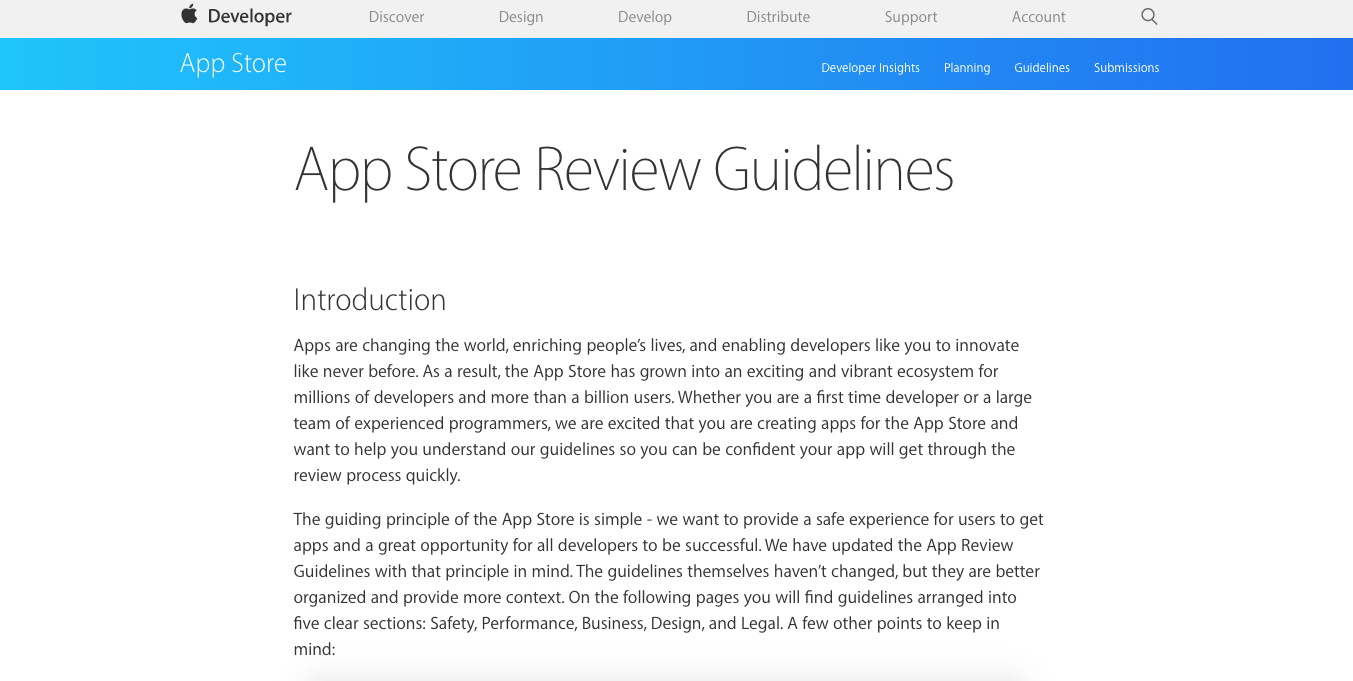 Developer
Discover
Design
Develop
Distribute
Support
Account
App Store
Developer Insights
Planning
Guidelines
Submissions
App Store Review Guidelines
Introduction
Apps are changing the world, enriching people’s lives, and enabling developers like you to innovate
like never before. As a result, the App Store has grown into an exciting and vibrant ecosystem for
millions of developers and more than a billion users. Whether you are a first time developer or a large
team of experienced programmers, we are excited that you are creating apps for the App Store and
want to help you understand our guidelines so you can be confident your app will get through the
review process quickly.
The guiding principle of the App Store is simple - we want to provide a safe experience for users to get
apps and a great opportunity for all developers to be successful. We have updated the App Review
Guidelines with that principle in mind. The guidelines themselves haven’t changed, but they are better
organized and provide more context. On the following pages you will find guidelines arranged into
five clear sections: Safety, Performance, Business, Design, and Legal. A few other points to keep in
mind: